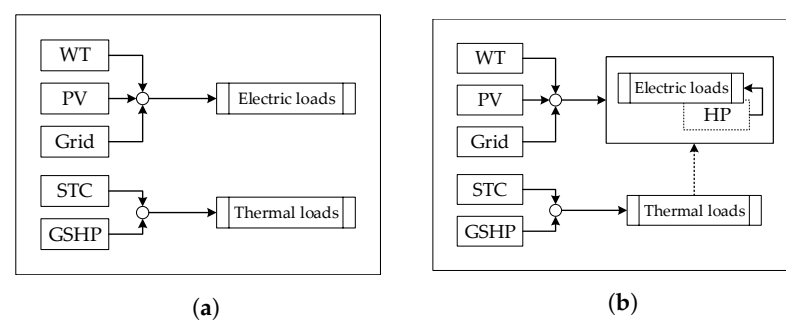 WT
PV
Grid
Electric loads
STC
GSHP
Thermal loads
(a)
WT
PV
Grid
Electric loads
HP
STC
GSHP
Thermal loads
(b)